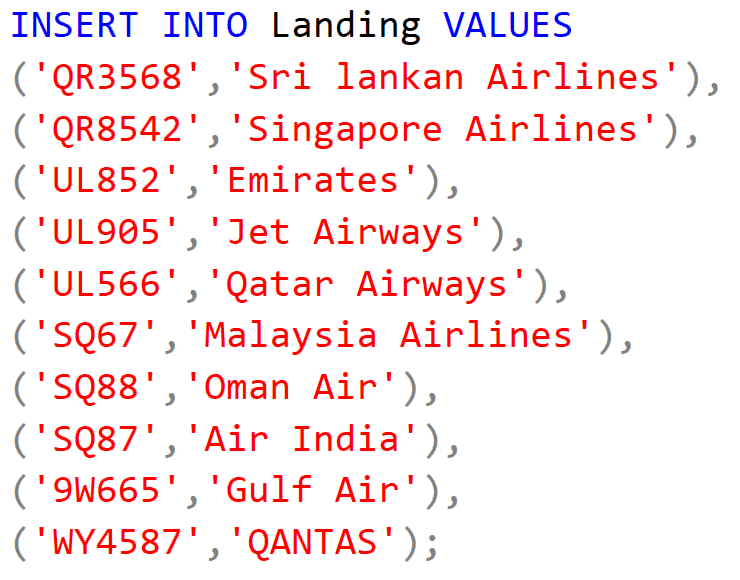 INSERT INTO Landing VALUES
('QR3568','Sri lankan Airlines'),
('QR8542','Singapore Airlines'),
('UL852','Emirates'),
('UL905','Jet Airways'),
('UL566','Qatar Airways'),
('SQ67','Malaysia Airlines'),
('SQ88','Oman Air'),
('SQ87','Air India'),
('9W665','Gulf Air'),
('WY4587','QANTAS');